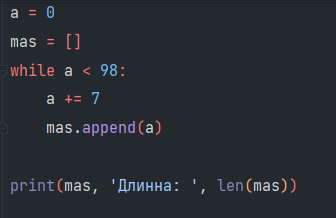 a = 0
mas = []
while a < 98:
    a += 7
    mas.append(a)
print(mas, 'Длинна: ', len(mas))